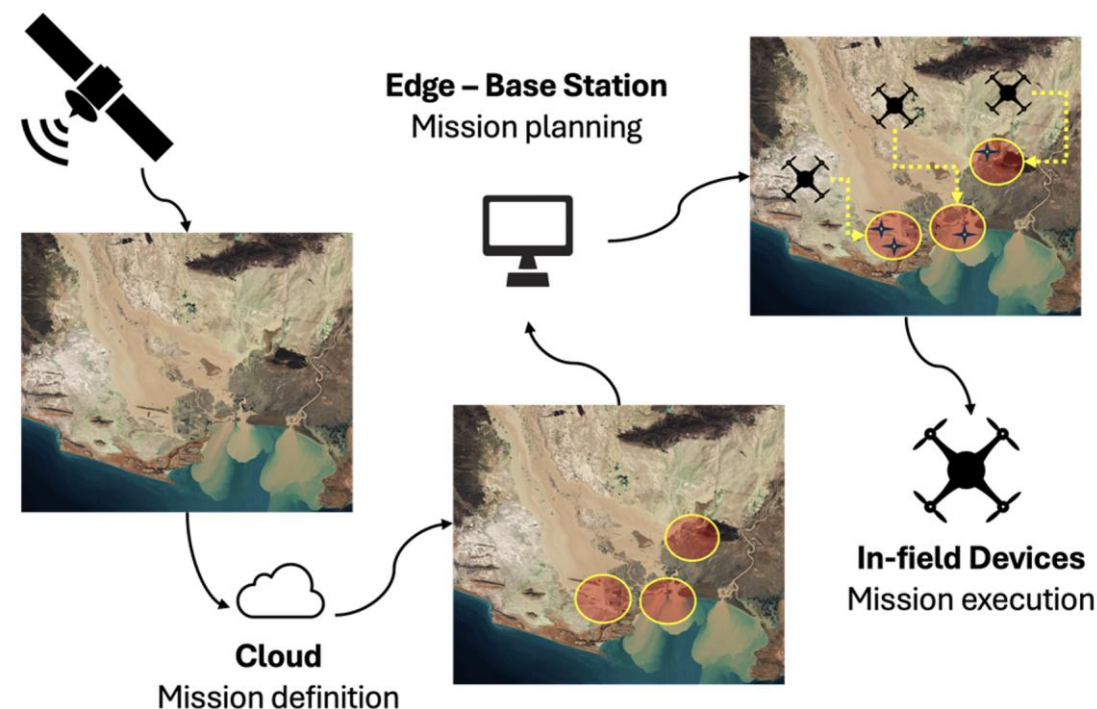 Edge – Base Station
Mission planning
Cloud
Mission definition
In-field Devices
Mission execution